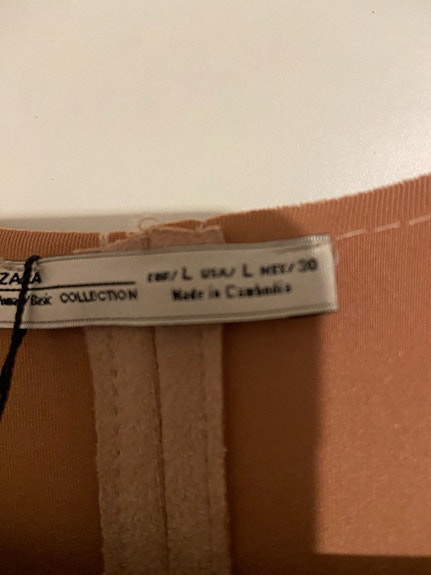 ZARA
Basic COLLECTION
EUR/ L USA/ L MEX/ 30
Made in Cambodia